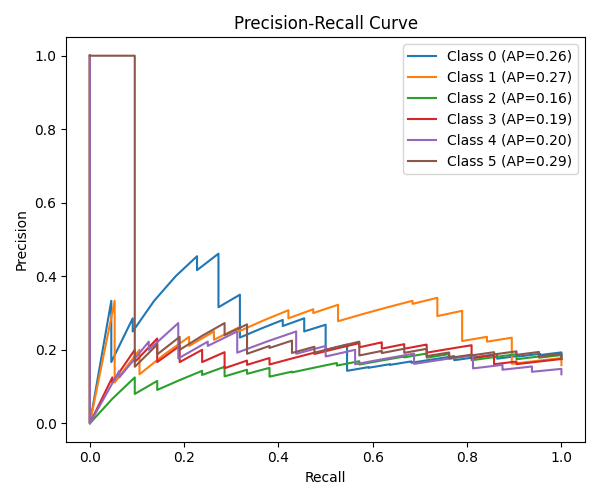 Precision-Recall Curve
Precision
1.0
0.8
0.6
0.4
0.2
0.0
Class 0 (AP=0.26)
Class 1 (AP=0.27)
Class 2 (AP=0.16)
Class 3 (AP=0.19)
Class 4 (AP=0.20)
Class 5 (AP=0.29)
0.0 0.2 0.4 0.6 0.8 1.0
Recall